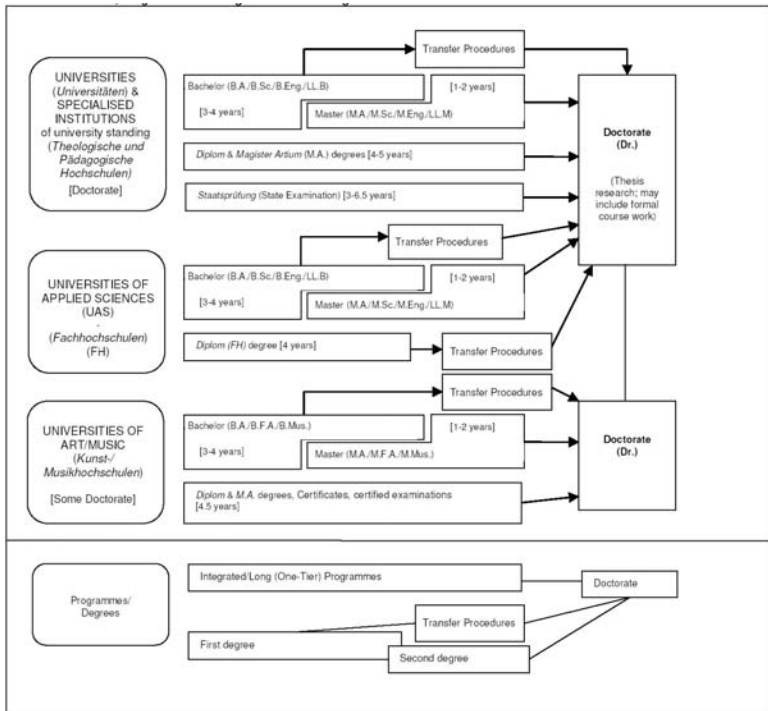 Transfer Procedures
UNIVERSITIES
(Universitäten) &
SPECIALISED
INSTITUTIONS
of university standing
(Theologische und
Pädagogische
Hochschulen)
[Doctorate]
Bachelor (B.A./B.Sc./B.Eng./LL.B)
[1-2 years]
[3-4 years]
Master (M.A./M.Sc./M.Eng./LL.M)
Diplom & Magister Artium (M.A.) degrees [4-5 years]
Staatsprüfung (State Examination) [3-6.5 years]
Doctorate
(Dr.)
(Thesis
research; may
include formal
course work)
UNIVERSITIES OF
APPLIED SCIENCES
(UAS)
-
(Fachhochschulen)
(FH)
Transfer Procedures
Bachelor (B.A./B.Sc./B.Eng./LL.B)
[1-2 years]
[3-4 years]
Master (M.A./M.Sc./M.Eng./LL.M)
Diplom (FH) degree [4 years]
Transfer Procedures
UNIVERSITIES OF
ART/MUSIC
(Kunst-/
Musikhochschulen)
[Some Doctorate]
Transfer Procedures
Bachelor (B.A./B.F.A./B.Mus.)
[1-2 years]
[3-4 years]
Master (M.A./M.F.A./M.Mus.)
Diplom & M.A. degrees, Certificates, certified examinations
[4.5 years]
Doctorate
(Dr.)
Programmes/
Degrees
Integrated/Long (One-Tier) Programmes
Doctorate
Transfer Procedures
First degree
Second degree